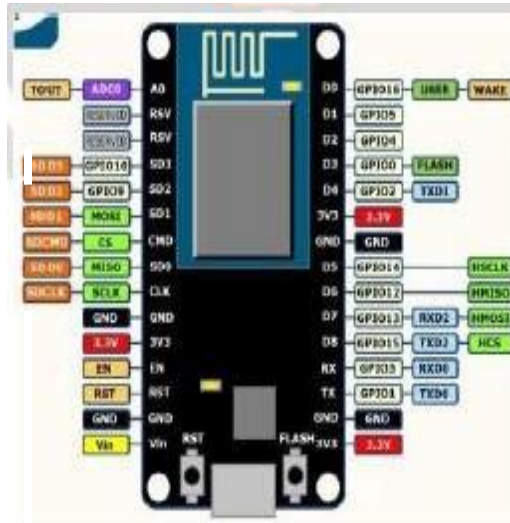 TOUT ADC0 A0 D0 GPIO16 USER WAKE
RSV D1 GPIO5
RSV D2 GPIO4
GPIO10 SD3 D3 GPIO0 FLASH
GPIO9 SD2 D4 GPIO2 TXD1
MOSI SD1 3V3 3.3V
SDCMD CS CMD GND GND
MISO SD0 D5 GPIO14 HSCLK
SDCLK SCLK CLK D6 GPIO12 HMISO
GND GND D7 GPIO13 RXD2 HMOSI
3.3V 3V3 D8 GPIO15 TXD2 HCS
EN EN RX GPIO3 RXD0
RST RST TX GPIO1 TXD0
GND GND GND GND
Vin Vin RST FLASH 3V3 3.3V